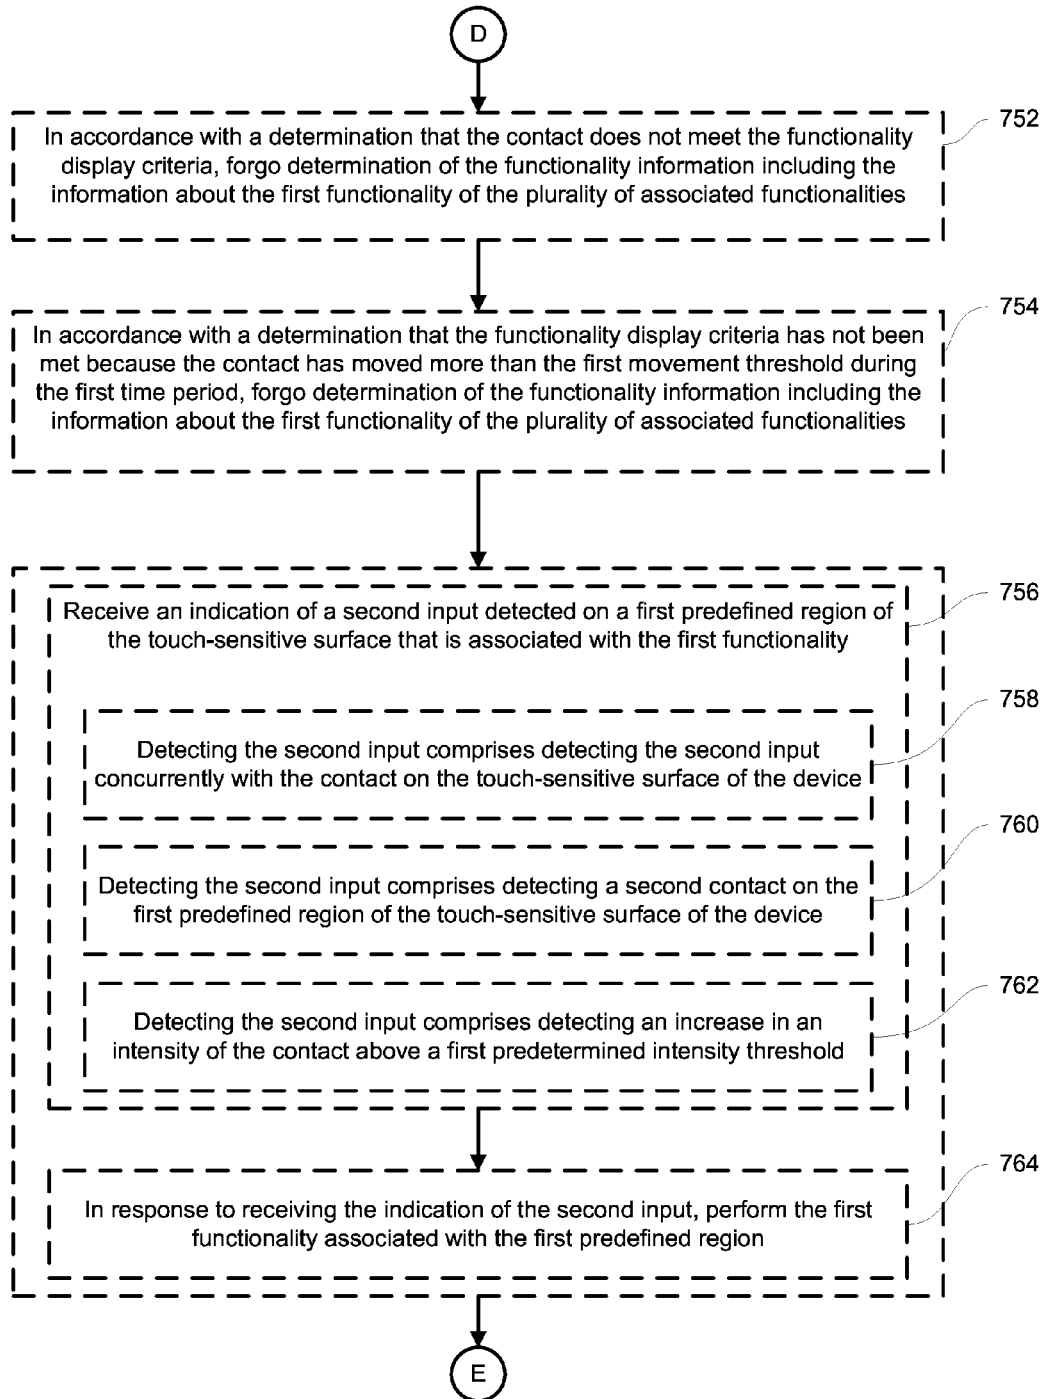 D
752
In accordance with a determination that the contact does not meet the functionality
display criteria, forgo determination of the functionality information including the
information about the first functionality of the plurality of associated functionalities
754
In accordance with a determination that the functionality display criteria has not been
met because the contact has moved more than the first movement threshold during
the first time period, forgo determination of the functionality information including the
information about the first functionality of the plurality of associated functionalities
756
Receive an indication of a second input detected on a first predefined region of
the touch-sensitive surface that is associated with the first functionality
758
Detecting the second input comprises detecting the second input
concurrently with the contact on the touch-sensitive surface of the device
760
Detecting the second input comprises detecting a second contact on the
first predefined region of the touch-sensitive surface of the device
762
Detecting the second input comprises detecting an increase in an
intensity of the contact above a first predetermined intensity threshold
764
In response to receiving the indication of the second input, perform the first
functionality associated with the first predefined region
E